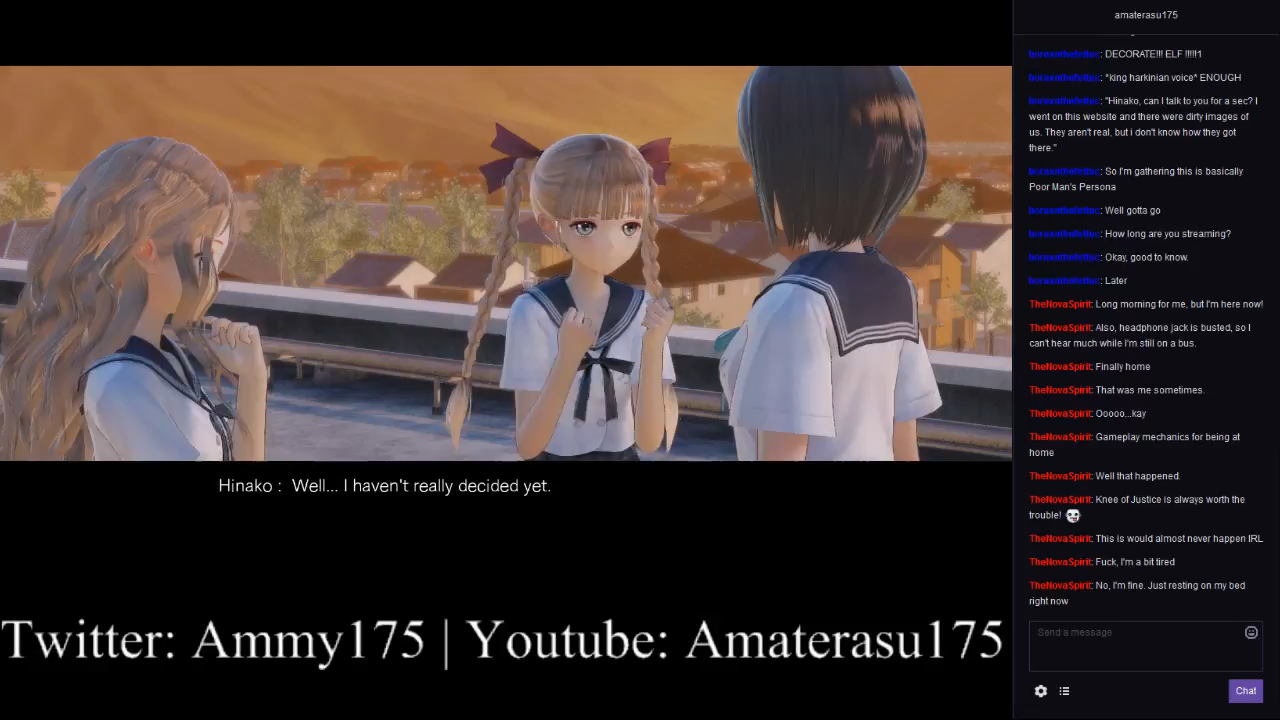 amaterasu175
: DECORATE!!! ELF !!!!!1
: *king harkinian voice* ENOUGH
: "Hinako, can I talk to you for a sec? I
went on this website and there were dirty images of
us. They aren't real, but i don't know how they got
there."
: So I'm gathering this is basically
Poor Man's Persona
: Well gotta go
: How long are you streaming?
: Okay, good to know.
: Later
TheNovaSpirit: Long morning for me, but I'm here now!
TheNovaSpirit: Also, headphone jack is busted, so I
can't hear much while I'm still on a bus.
TheNovaSpirit: Finally home
TheNovaSpirit: That was me sometimes.
TheNovaSpirit: Ooooo...kay
TheNovaSpirit: Gameplay mechanics for being at
home
TheNovaSpirit: Well that happened.
TheNovaSpirit: Knee of Justice is always worth the
trouble!
TheNovaSpirit: This is would almost never happen IRL
TheNovaSpirit: Fuck, I'm a bit tired
TheNovaSpirit: No, I'm fine. Just resting on my bed
right now
Send a message
Chat
Hinako : Well... I haven't really decided yet.
Twitter: Ammy175 | Youtube: Amaterasu175